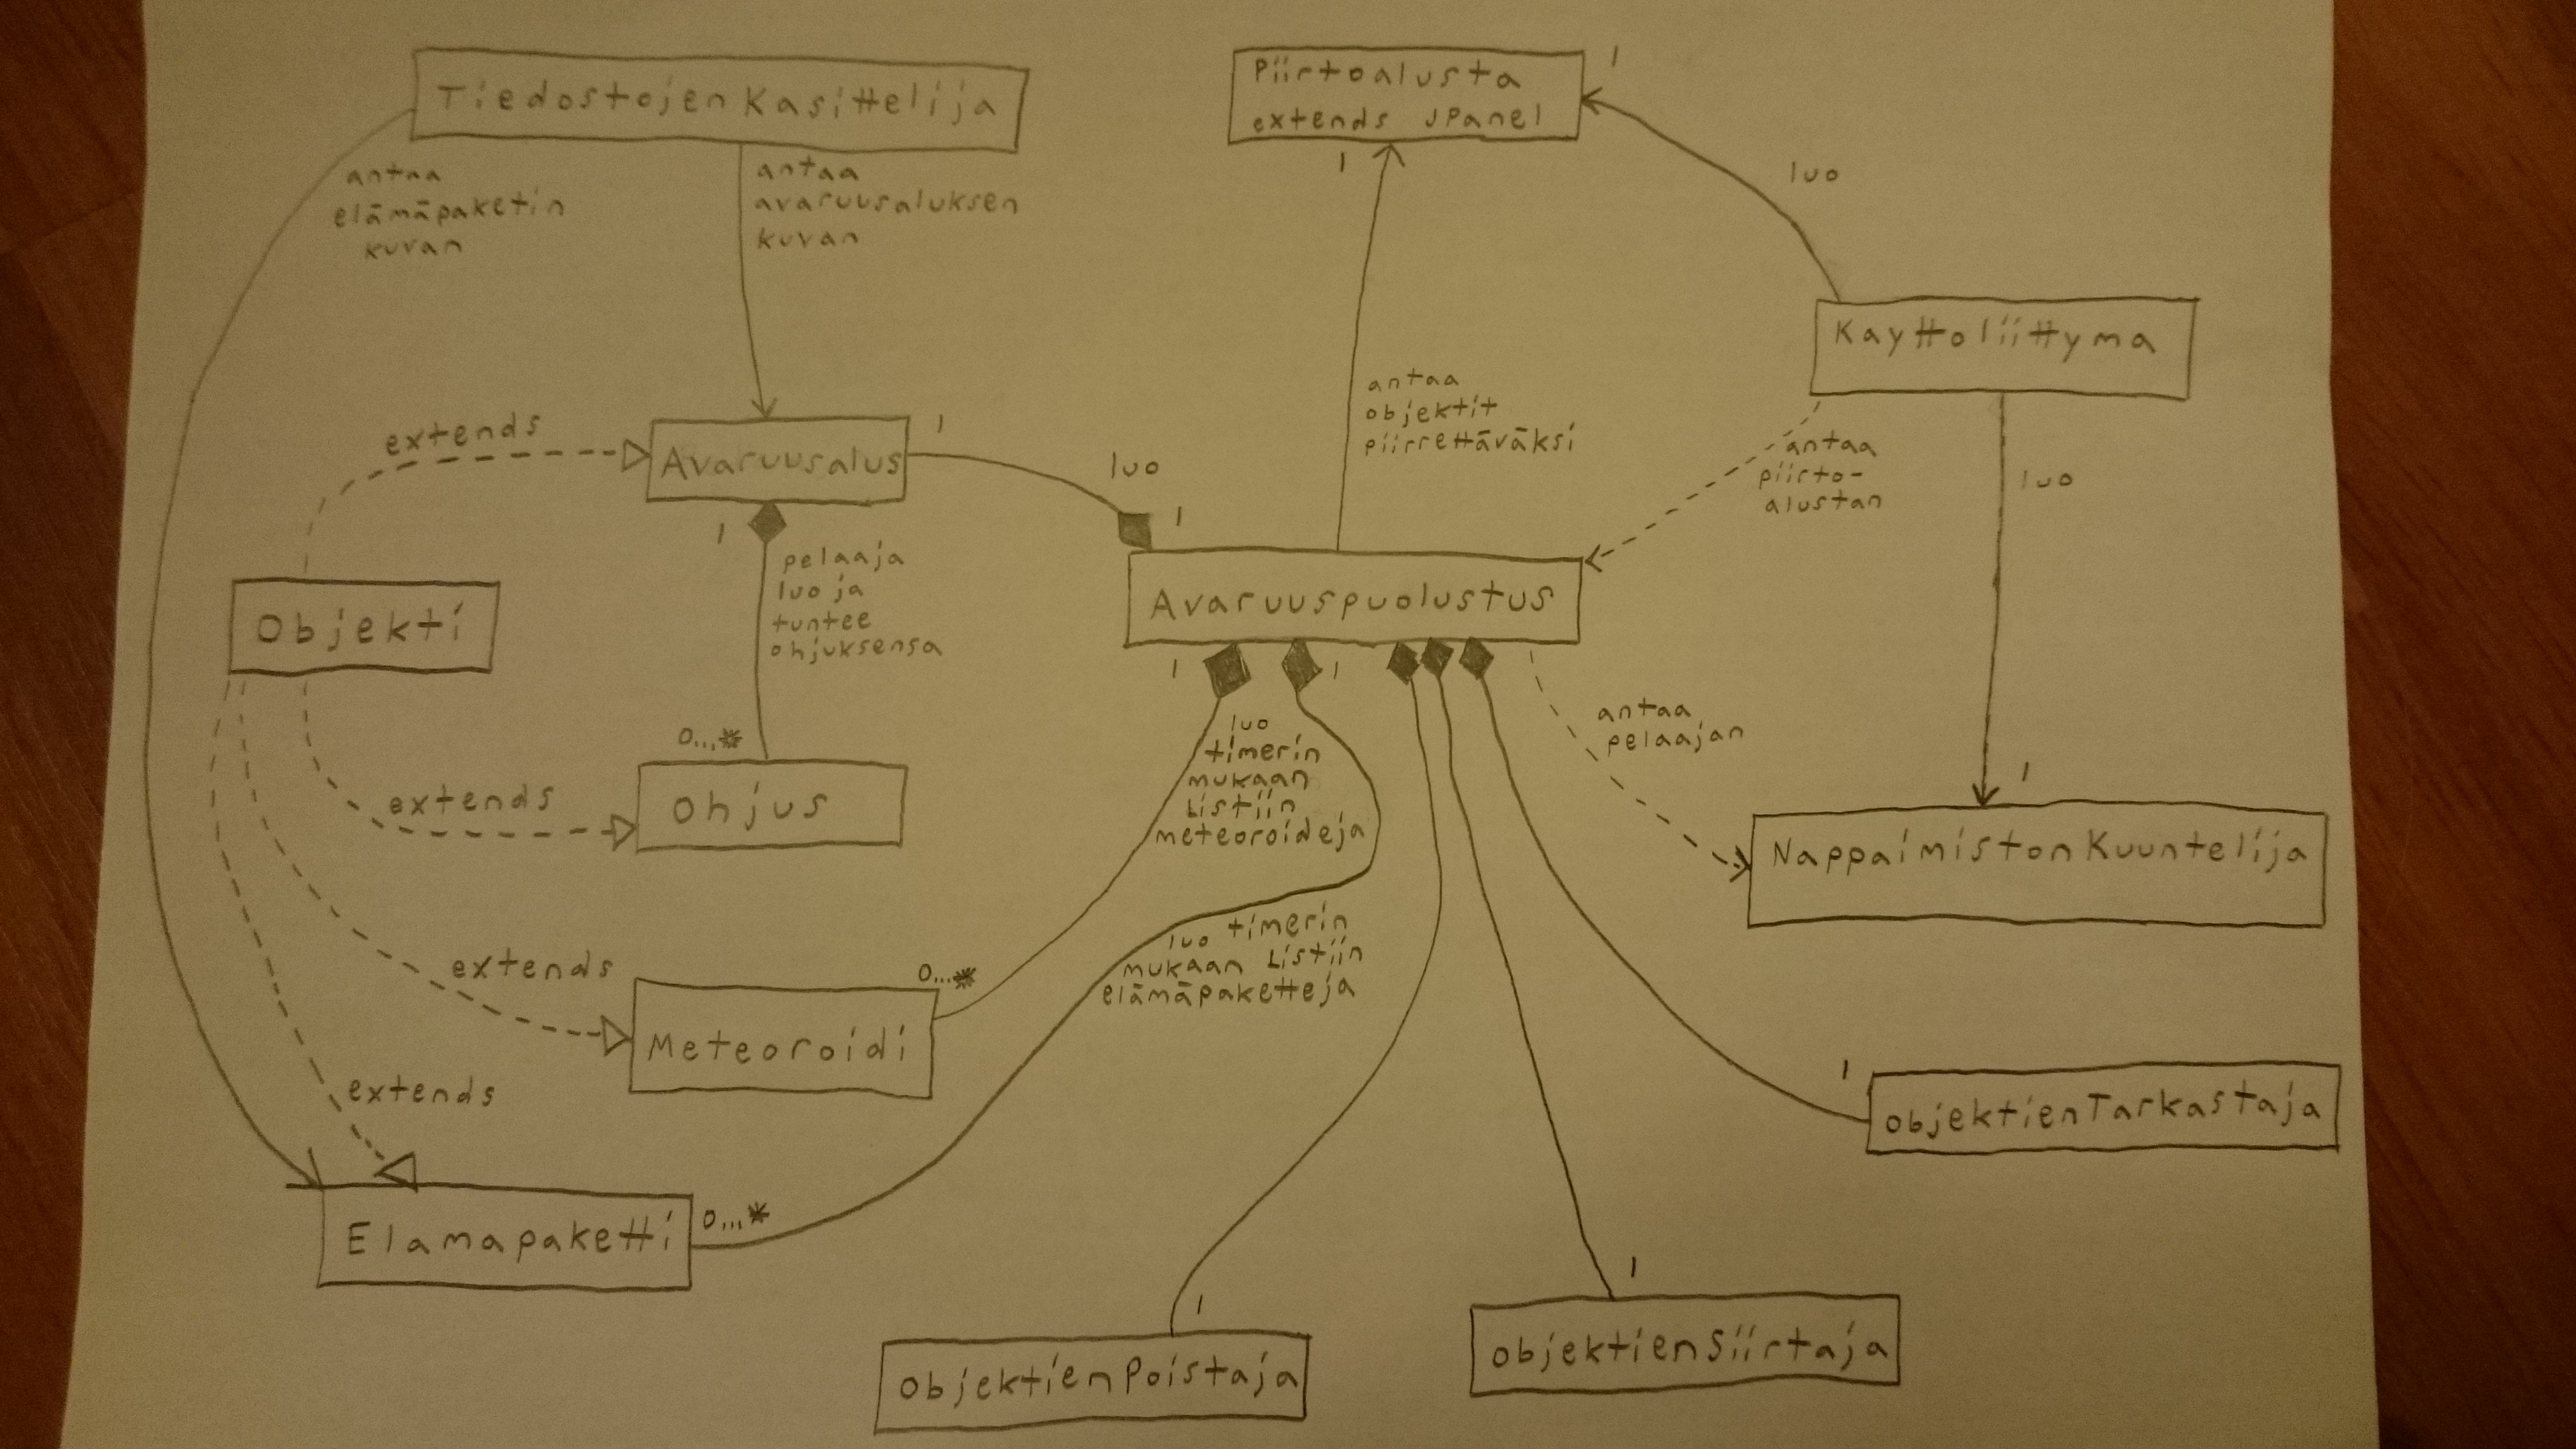 TiedostojenKasittelija
Piirtoalusta
extends JPanel
1
1
luo
antaa
elämäpaketin
kuvan
antaa
avaruusaluksen
kuvan
Kayttoliittyma
antaa
objektit
piirrettäväksi
antaa
piirto-
alustan
luo
extends
Avaruusalus
1
luo
1
1
pelaaja
luo ja
tuntee
ohjuksensa
0...*
Objekti
Avaruuspuolustus
1
1
luo
timerin
mukaan
Listiin
meteoroideja
antaa
pelaajan
1
extends
Ohjus
NappaimistonKuuntelija
luo timerin
mukaan Listiin
elämäpaketteja
extends
0...*
Meteoroidi
1
ObjektienTarkastaja
extends
Elamapaketti
0...*
1
ObjektienPoistaja
1
ObjektienSiirtaja